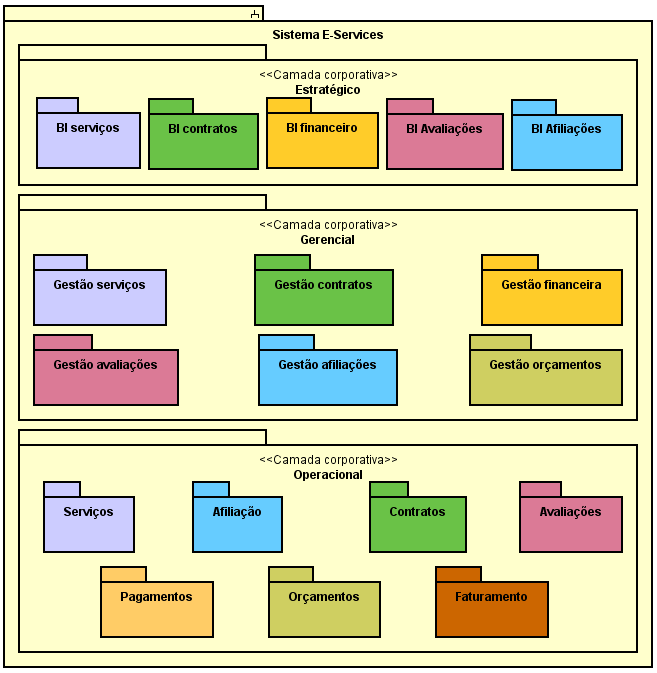 Sistema E-Services
<<Camada corporativa>>
Estratégico
BI serviços
BI contratos
BI financeiro
BI Avaliações
BI Afiliações
<<Camada corporativa>>
Gerencial
Gestão serviços
Gestão contratos
Gestão financeira
Gestão avaliações
Gestão afiliações
Gestão orçamentos
<<Camada corporativa>>
Operacional
Serviços
Afiliação
Contratos
Avaliações
Pagamentos
Orçamentos
Faturamento